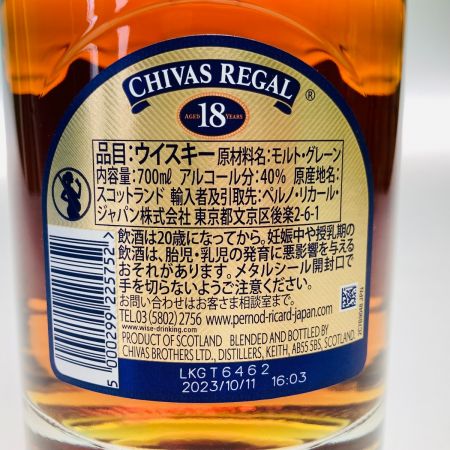 CHIVAS REGAL ®
AGED 18 YEARS
品目:ウイスキー 原材料名:モルト・グレーン
内容量:700ml アルコール分:40% 原産地名:
スコットランド 輸入者及引取先:ペルノ・リカール・
ジャパン株式会社 東京都文京区後楽2-6-1
飲酒は20歳になってから。妊娠中や授乳期の
飲酒は、胎児・乳児の発育に悪影響を与える
おそれがあります。メタルシール開封口で
手を切らないようご注意ください。
お問い合わせはお客さま相談室まで。
TEL.03 (5802) 2756 www.pernod-ricard-japan.com
www.wise-drinking.com
PRODUCT OF SCOTLAND BLENDED AND BOTTLED BY
CHIVAS BROTHERS LTD., DISTILLERS, KEITH, AB55 5BS, SCOTLAND.
LKGT6462
2023/10/11 16:03
5 000299 225752